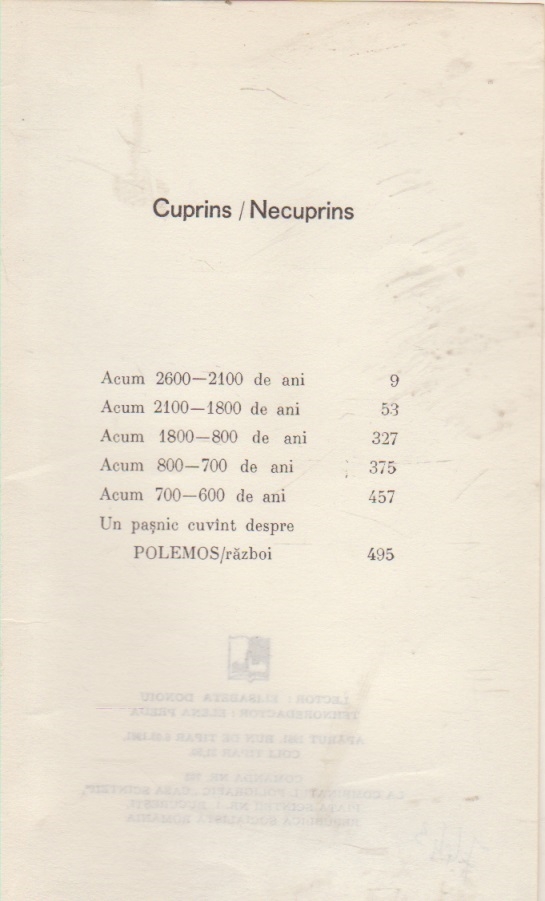 Cuprins / Necuprins
Acum 2600—2100 de ani 9
Acum 2100—1800 de ani 53
Acum 1800—800 de ani 327
Acum 800—700 de ani 375
Acum 700—600 de ani 457
Un pașnic cuvînt despre
POLEMOS/război 495